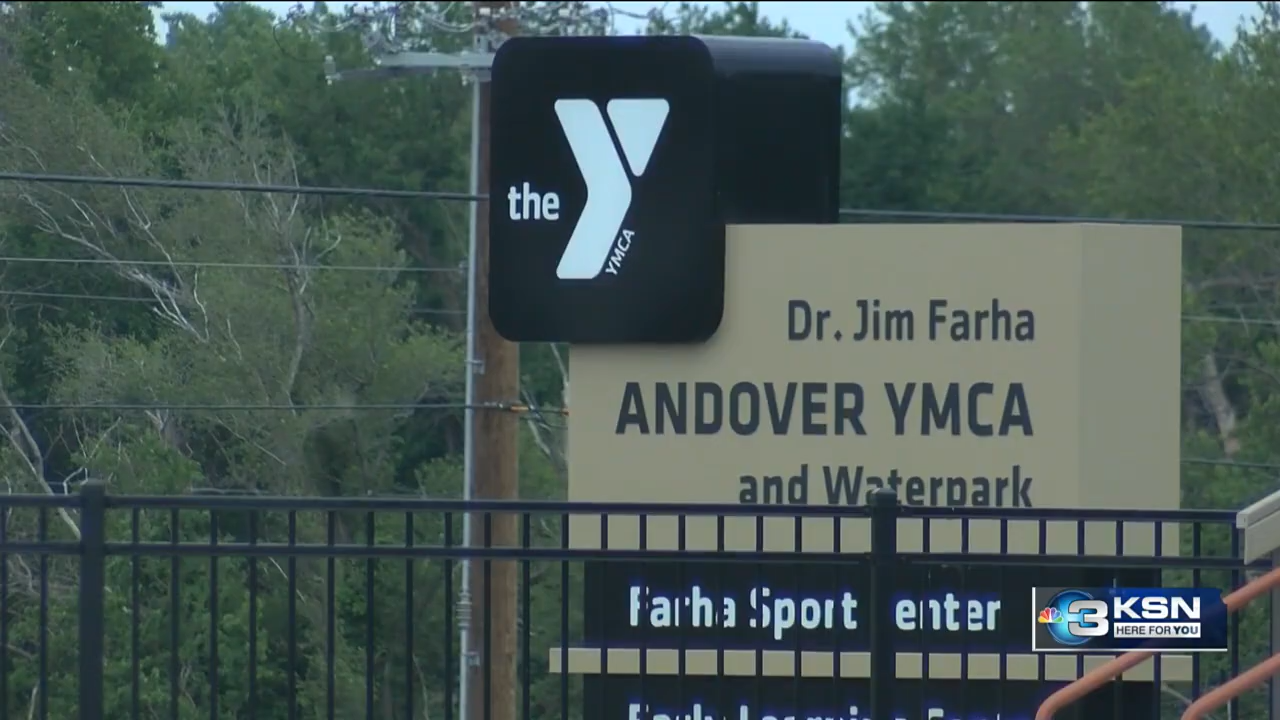 the
YMCA
Dr. Jim Farha
ANDOVER YMCA
and Waterpark
Farha Sport enter
3 KSN
HERE FOR YOU